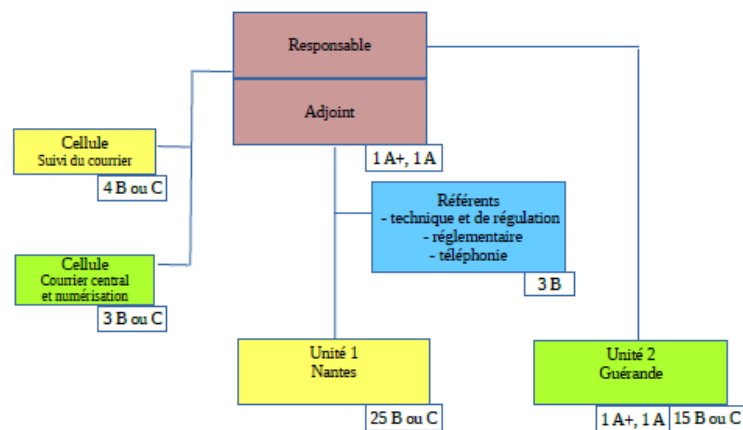 Responsable
Adjoint
1 A+, 1 A
Cellule
Suivi du courrier
4 B ou C
Cellule
Courrier central
et numérisation
3 B ou C
Référents
- technique et de régulation
- réglementaire
- téléphonie
3 B
Unité 1
Nantes
25 B ou C
Unité 2
Guérande
1 A+, 1 A
15 B ou C